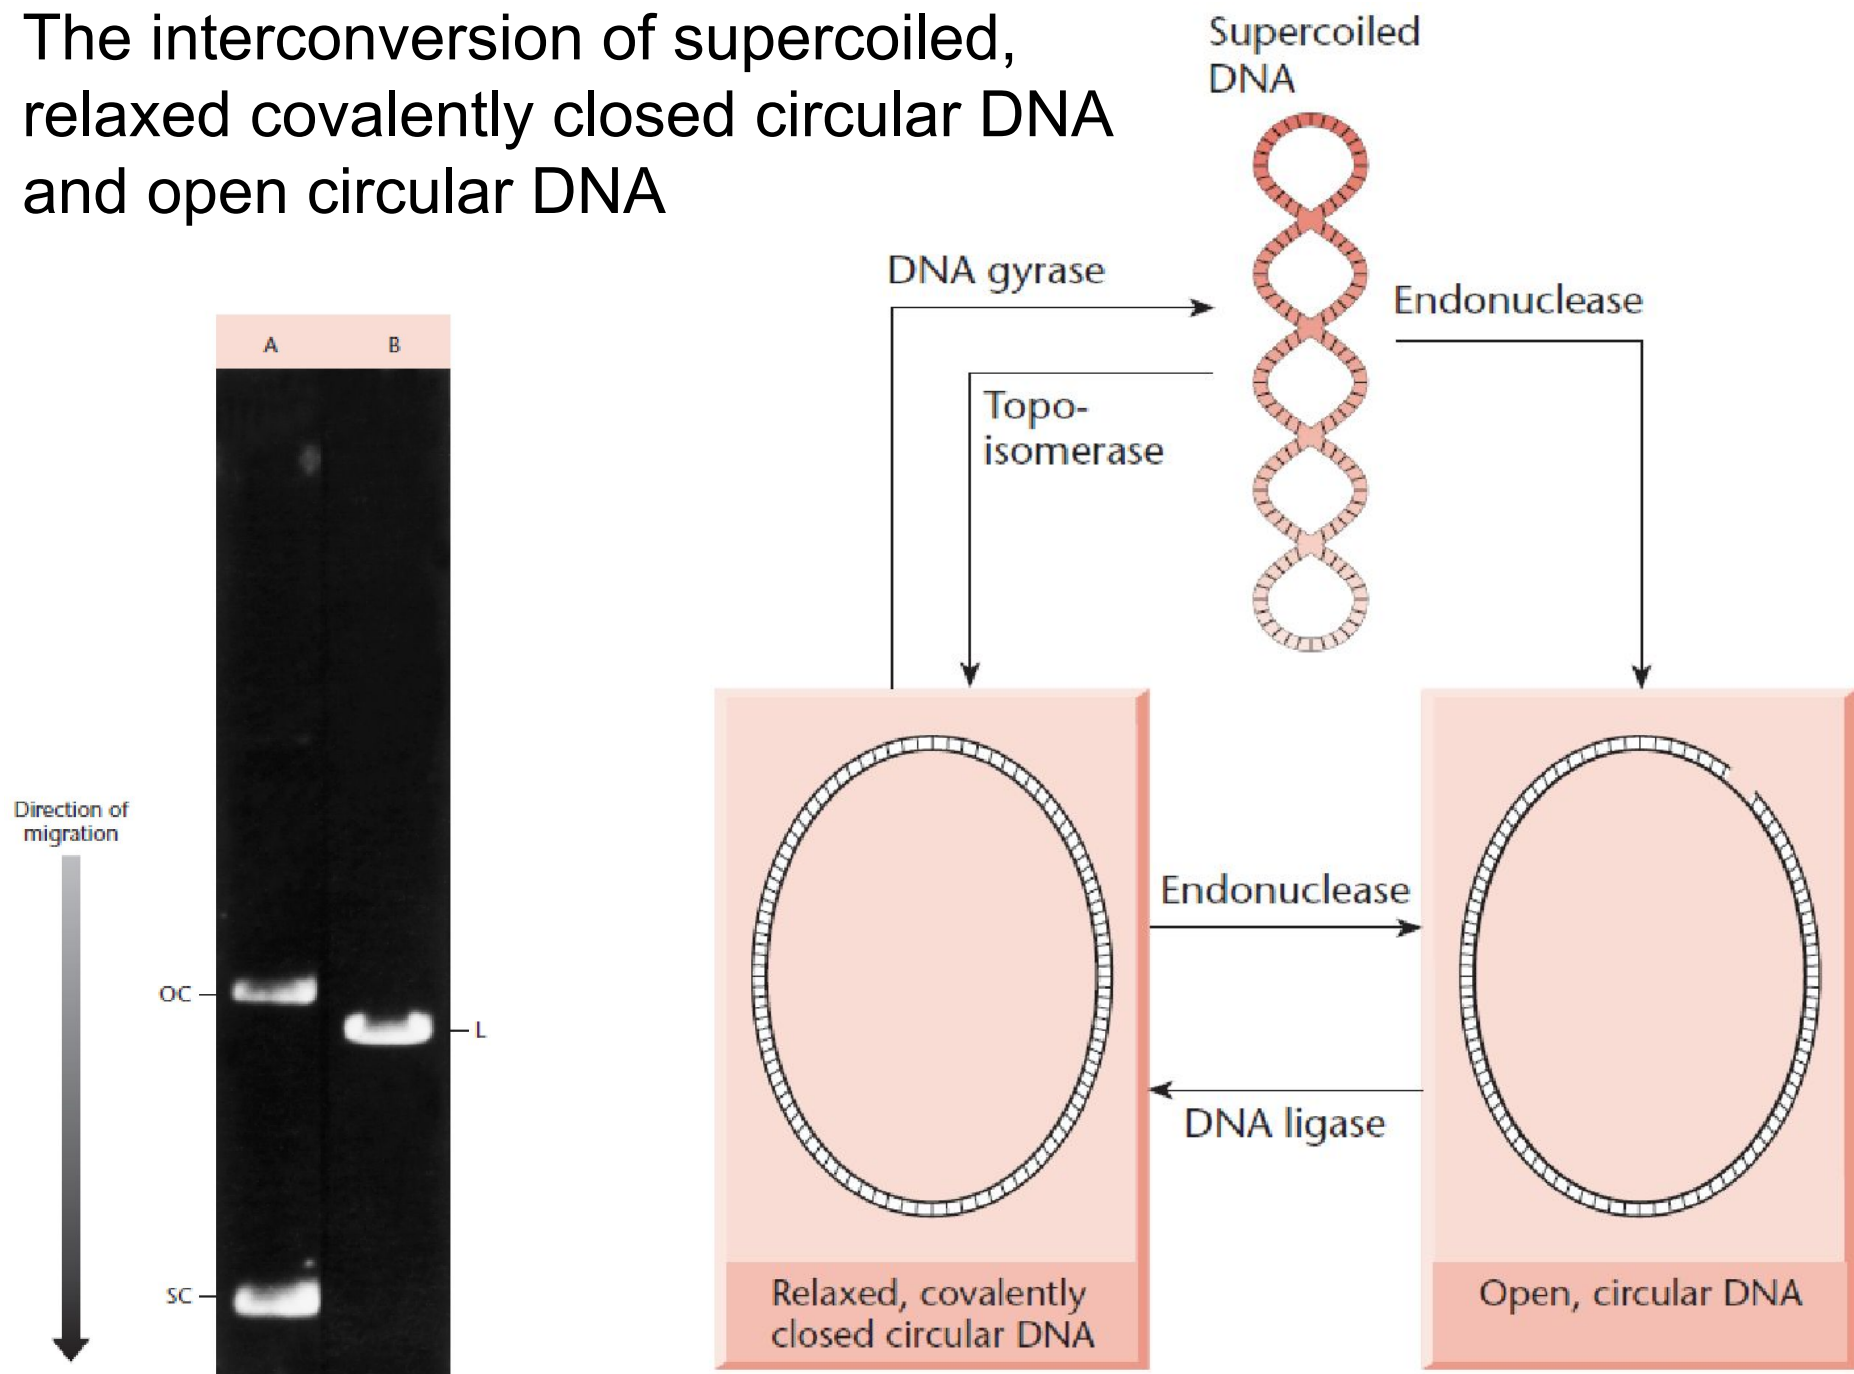 The interconversion of supercoiled,
relaxed covalently closed circular DNA
and open circular DNA
Supercoiled
DNA
DNA gyrase
Endonuclease
Topo-
isomerase
A
B
Direction of
migration
OC
L
SC
Endonuclease
DNA ligase
Relaxed, covalently
closed circular DNA
Open, circular DNA